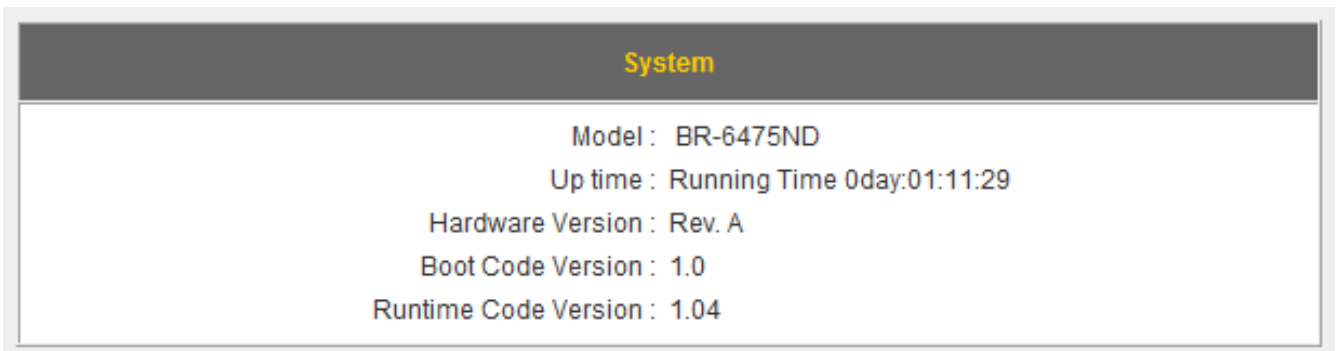 System
Model : BR-6475ND
Up time : Running Time 0day:01:11:29
Hardware Version : Rev. A
Boot Code Version : 1.0
Runtime Code Version : 1.04